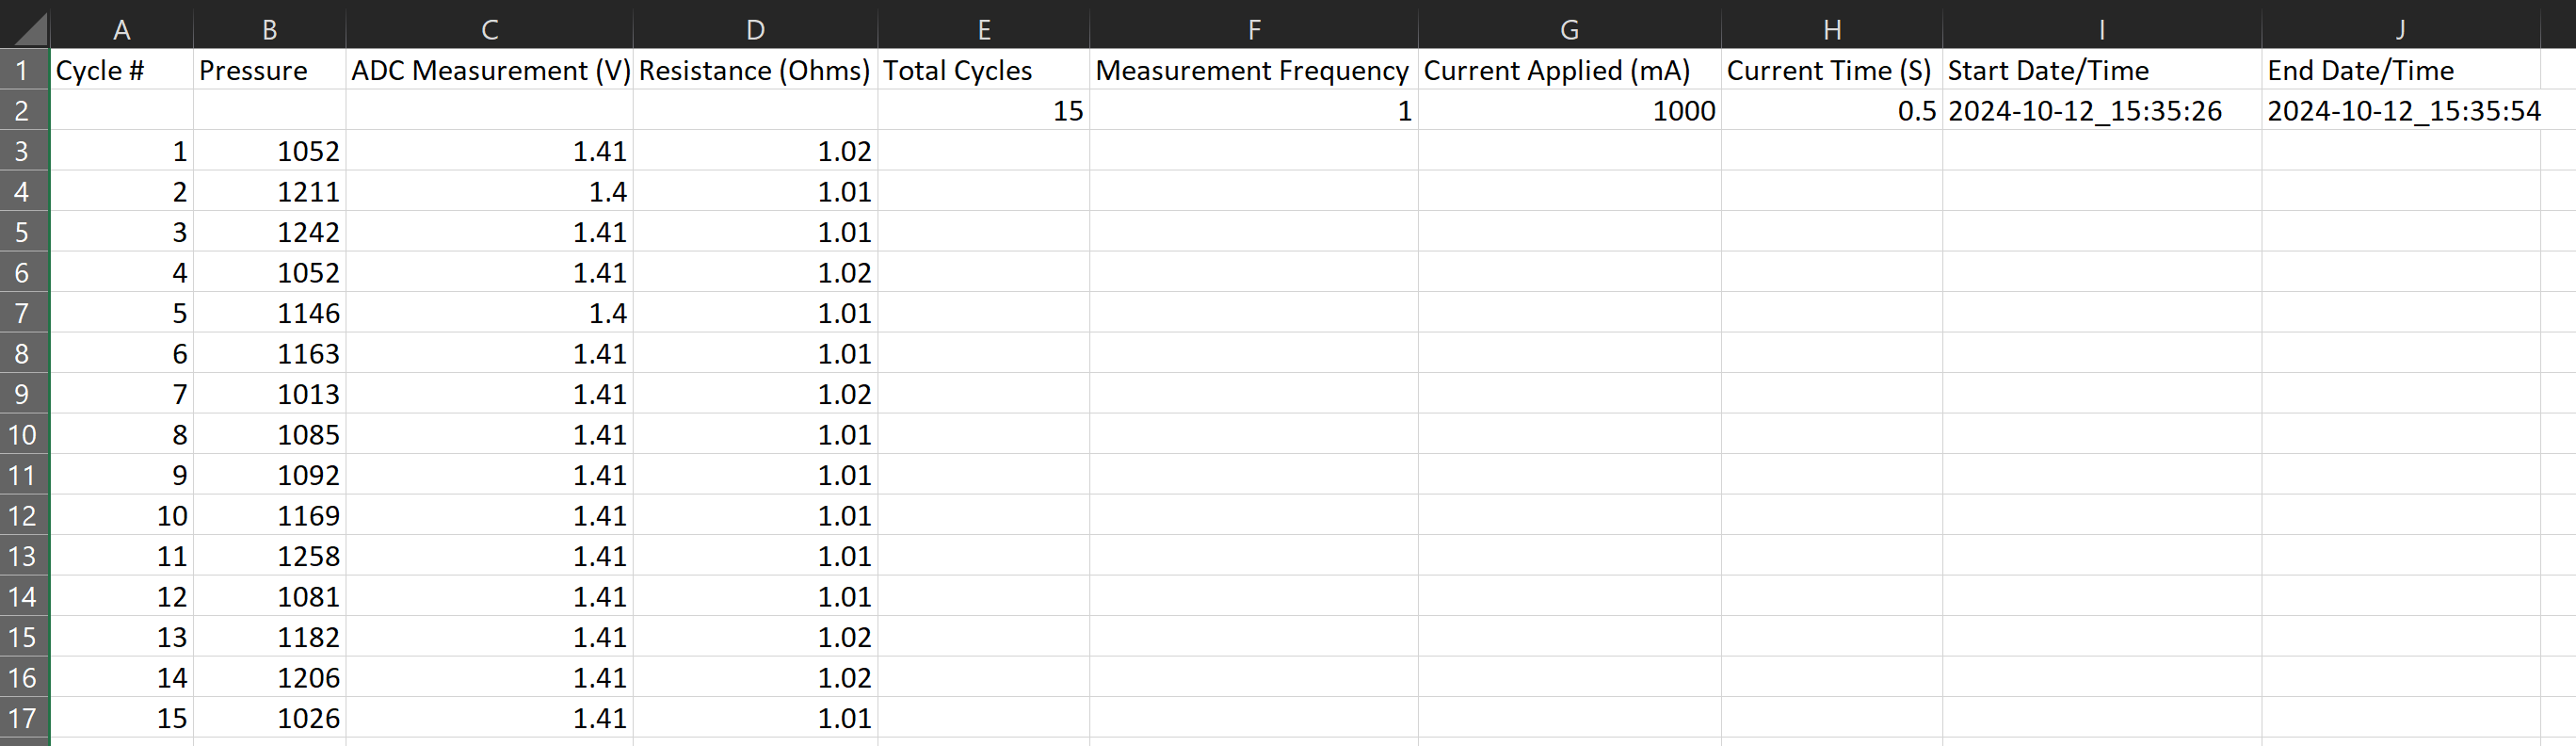 A B C D E F G H I J
1 Cycle # Pressure ADC Measurement (V) Resistance (Ohms) Total Cycles Measurement Frequency Current Applied (mA) Current Time (S) Start Date/Time End Date/Time
2 15 1 1000 0.5 2024-10-12_15:35:26 2024-10-12_15:35:54
3 1 1052 1.41 1.02
4 2 1211 1.4 1.01
5 3 1242 1.41 1.01
6 4 1052 1.41 1.02
7 5 1146 1.4 1.01
8 6 1163 1.41 1.01
9 7 1013 1.41 1.02
10 8 1085 1.41 1.01
11 9 1092 1.41 1.01
12 10 1169 1.41 1.01
13 11 1258 1.41 1.01
14 12 1081 1.41 1.01
15 13 1182 1.41 1.02
16 14 1206 1.41 1.02
17 15 1026 1.41 1.01